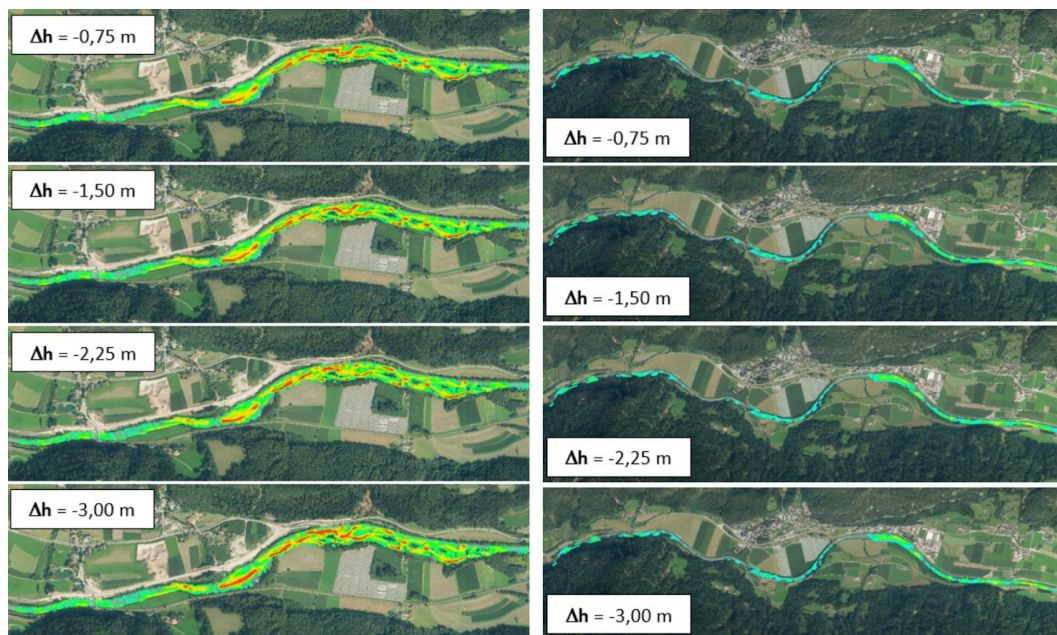 Δh = -0,75 m
Δh = -1,50 m
Δh = -2,25 m
Δh = -3,00 m
Δh = -0,75 m
Δh = -1,50 m
Δh = -2,25 m
Δh = -3,00 m